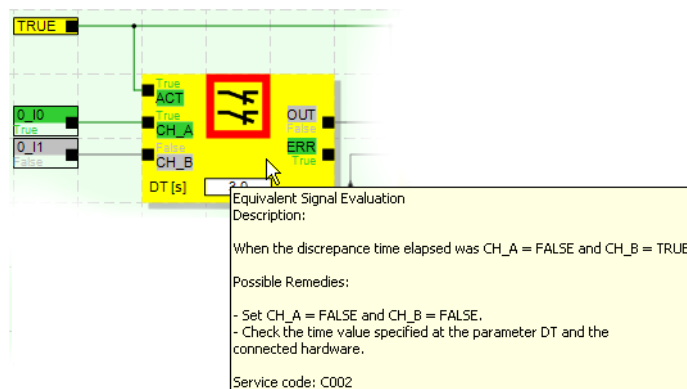 TRUE
True
ACT
0_I0
True
True
CH_A
OUT
False
0_I1
False
False
CH_B
ERR
True
DT [s]
3.0
Equivalent Signal Evaluation
Description:
When the discrepance time elapsed was CH_A = FALSE and CH_B = TRUE
Possible Remedies:
- Set CH_A = FALSE and CH_B = FALSE.
- Check the time value specified at the parameter DT and the
connected hardware.
Service code: C002